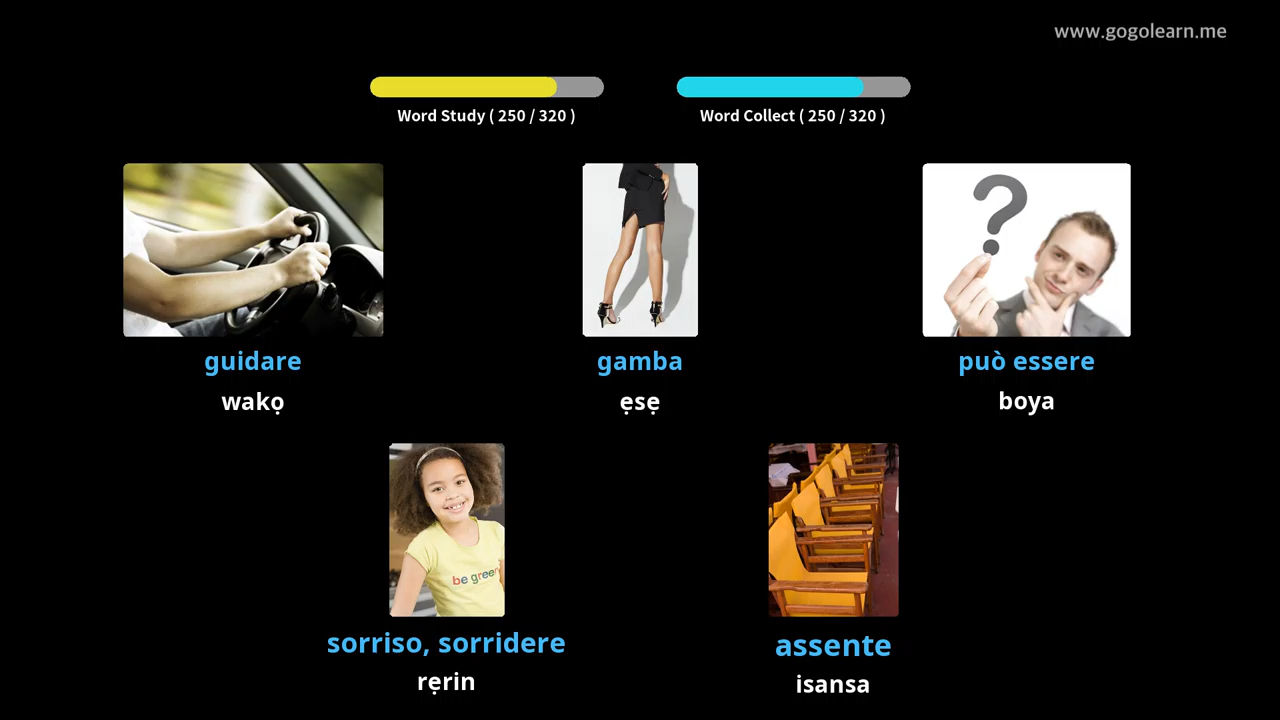 www.gogolearn.me
Word Study ( 250 / 320 )
Word Collect ( 250 / 320 )
guidare
gamba
può essere
wakọ
ẹsẹ
boya
be green
sorriso, sorridere
assente
rẹrin
isansa